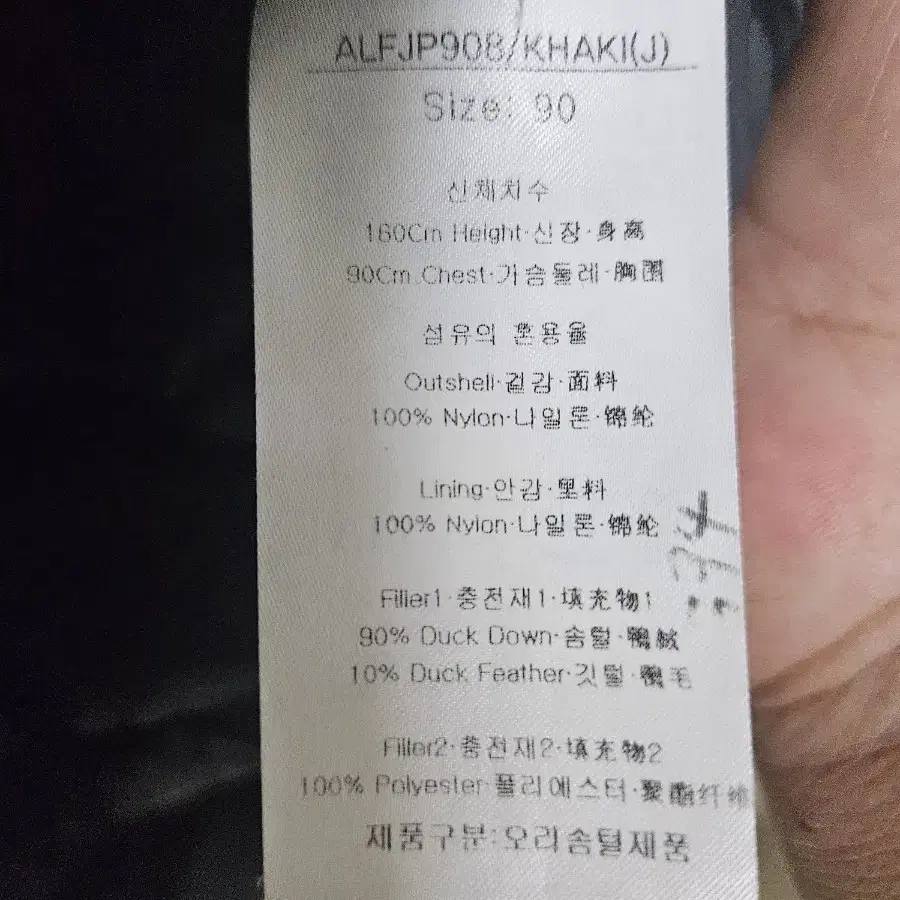 ALFJP908/KHAKI(J)
Size: 90
신체치수
160Cm Height·신장·身高
90Cm Chest·가슴둘레·胸围
섬유의 혼용율
Outshell·겉감·面料
100% Nylon·나일론·锦纶
Lining·안감·里料
100% Nylon·나일론·锦纶
Filler1·충전재1·填充物1
90% Duck Down·솜털·鸭绒
10% Duck Feather·깃털·鸭毛
Filler2·충전재2·填充物2
100% Polyester·폴리에스터·聚酯纤维
제품구분:오리솜털제품